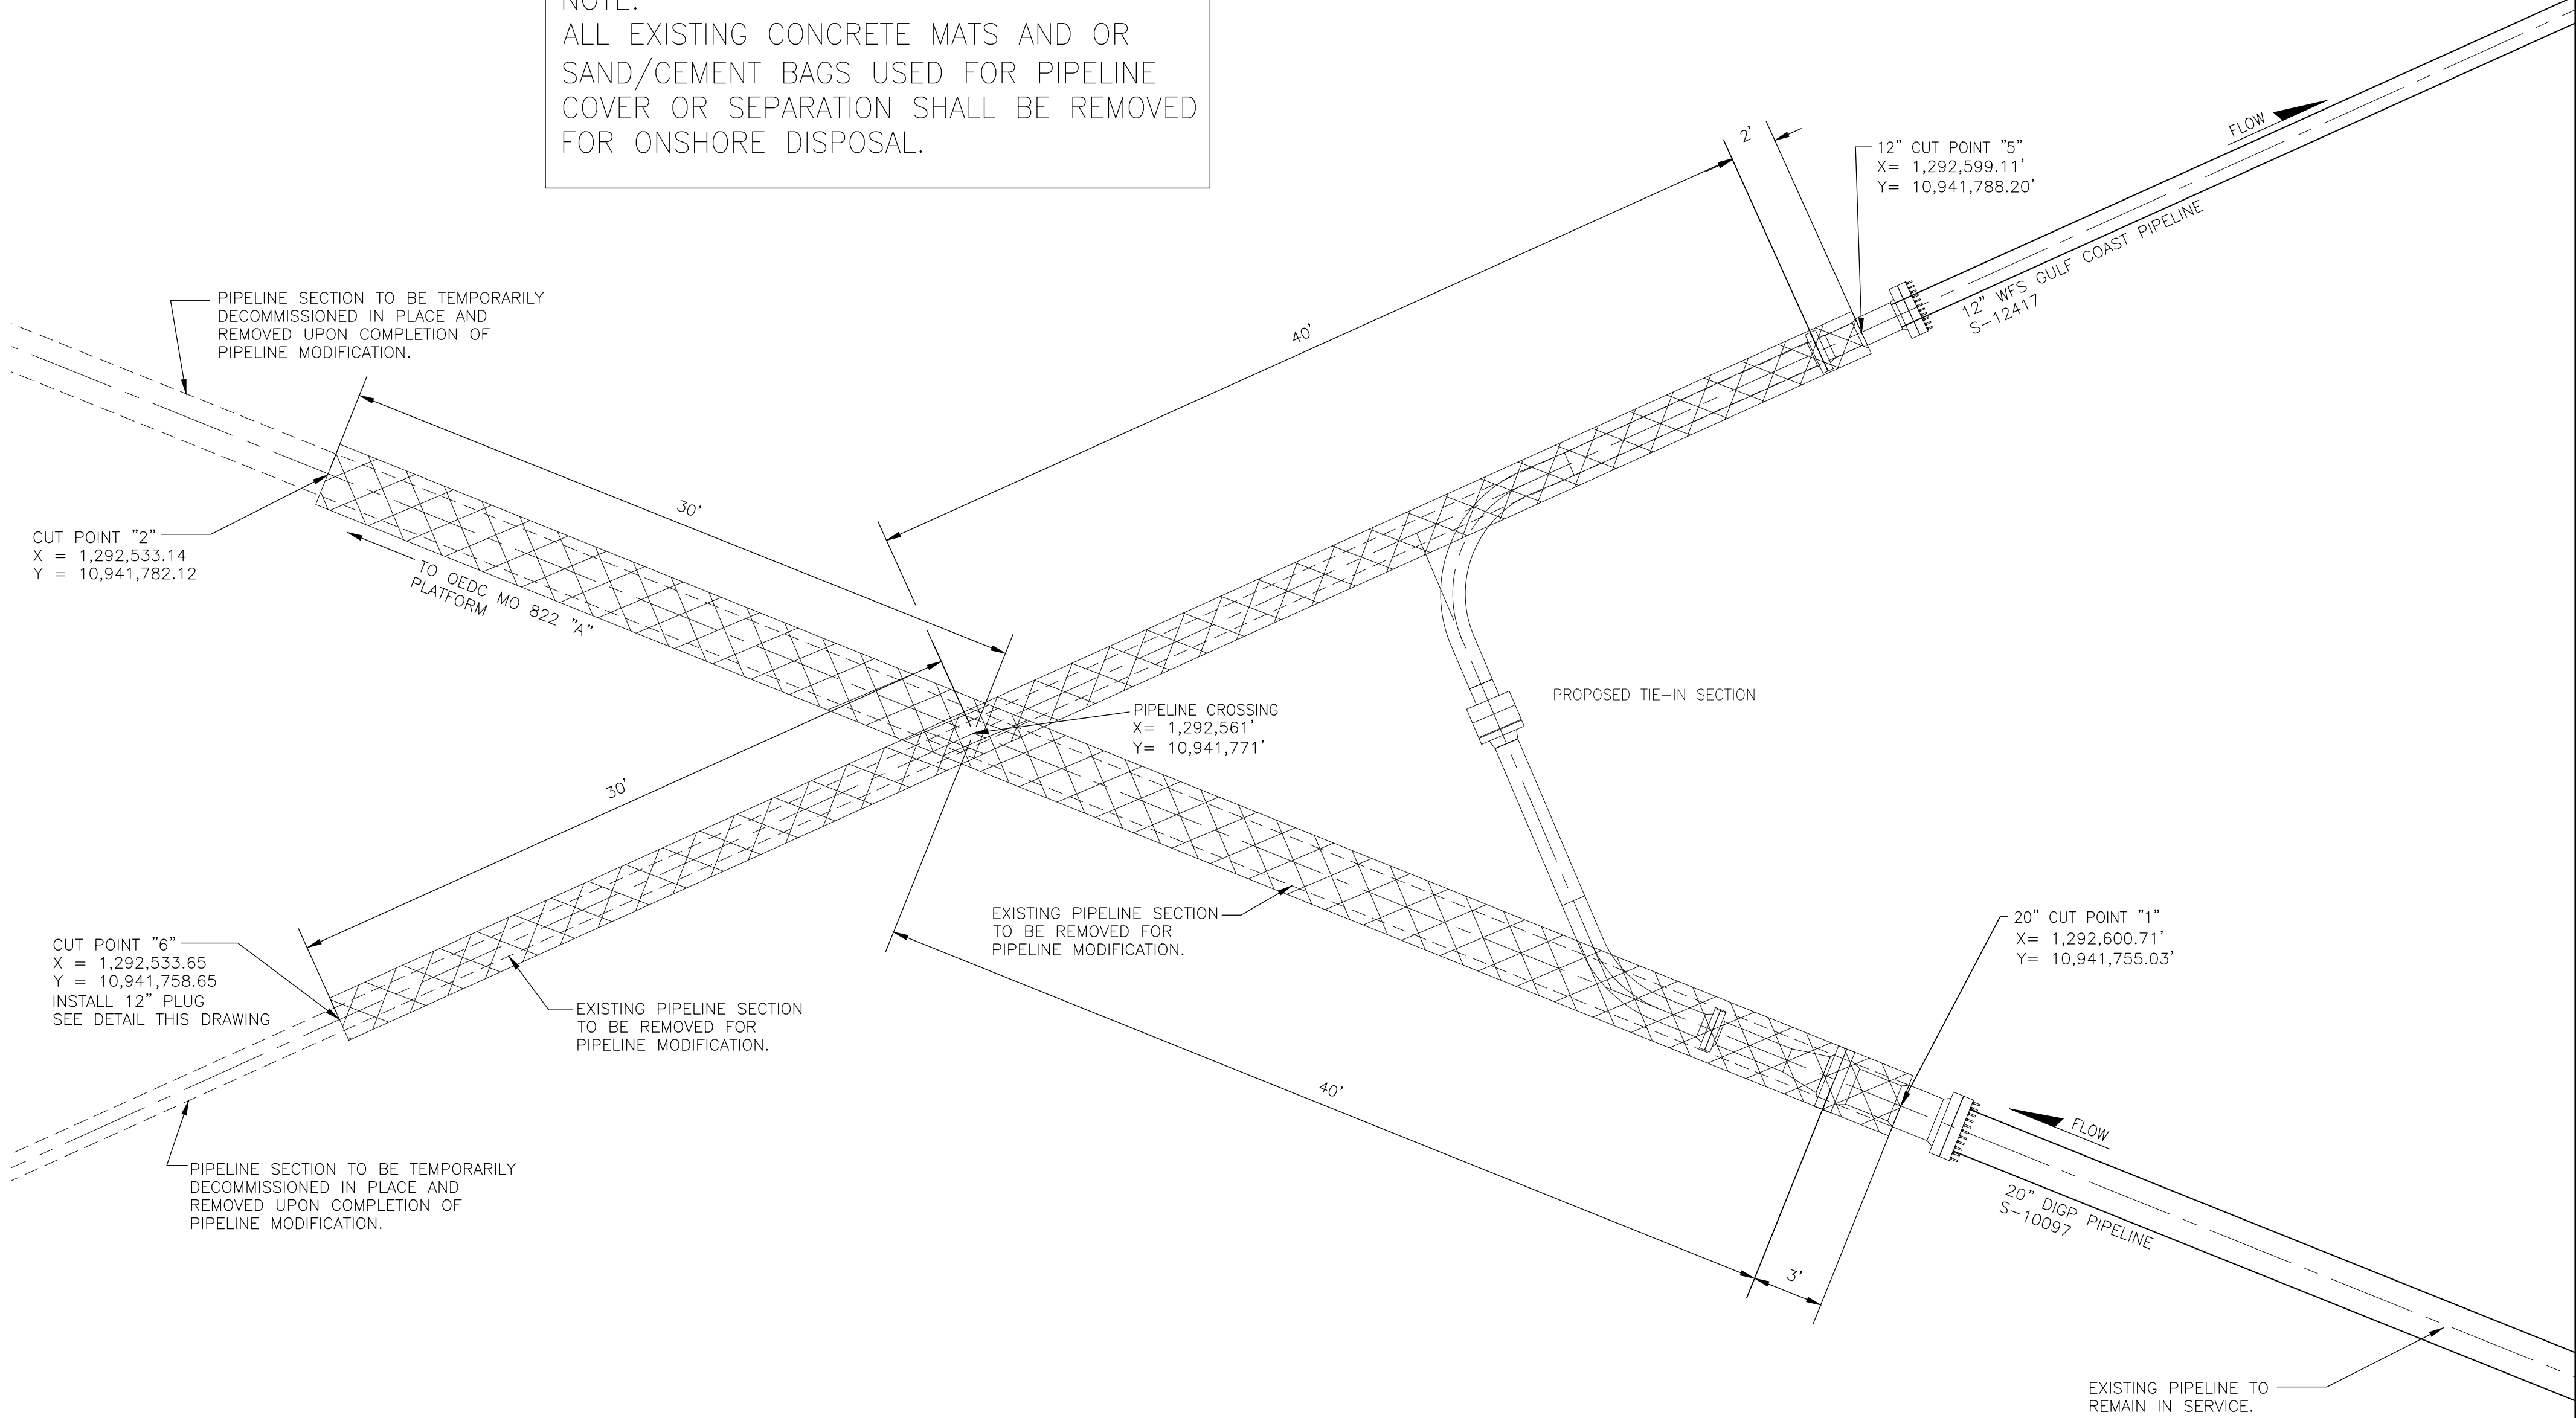 NOTE:
ALL EXISTING CONCRETE MATS AND OR
SAND/CEMENT BAGS USED FOR PIPELINE
COVER OR SEPARATION SHALL BE REMOVED
FOR ONSHORE DISPOSAL.
2'
12" CUT POINT "5"
X= 1,292,599.11'
Y= 10,941,788.20'
FLOW
12" WFS GULF COAST PIPELINE
S-12417
40'
PIPELINE SECTION TO BE TEMPORARILY
DECOMMISSIONED IN PLACE AND
REMOVED UPON COMPLETION OF
PIPELINE MODIFICATION.
30'
CUT POINT "2"
X = 1,292,533.14
Y = 10,941,782.12
TO OEDC MO 822 "A"
PLATFORM
PROPOSED TIE-IN SECTION
PIPELINE CROSSING
X= 1,292,561'
Y= 10,941,771'
30'
EXISTING PIPELINE SECTION
TO BE REMOVED FOR
PIPELINE MODIFICATION.
20" CUT POINT "1"
X= 1,292,600.71'
Y= 10,941,755.03'
CUT POINT "6"
X = 1,292,533.65
Y = 10,941,758.65
INSTALL 12" PLUG
SEE DETAIL THIS DRAWING
EXISTING PIPELINE SECTION
TO BE REMOVED FOR
PIPELINE MODIFICATION.
40'
FLOW
PIPELINE SECTION TO BE TEMPORARILY
DECOMMISSIONED IN PLACE AND
REMOVED UPON COMPLETION OF
PIPELINE MODIFICATION.
20" DIGP PIPELINE
S-10097
3'
EXISTING PIPELINE TO
REMAIN IN SERVICE.